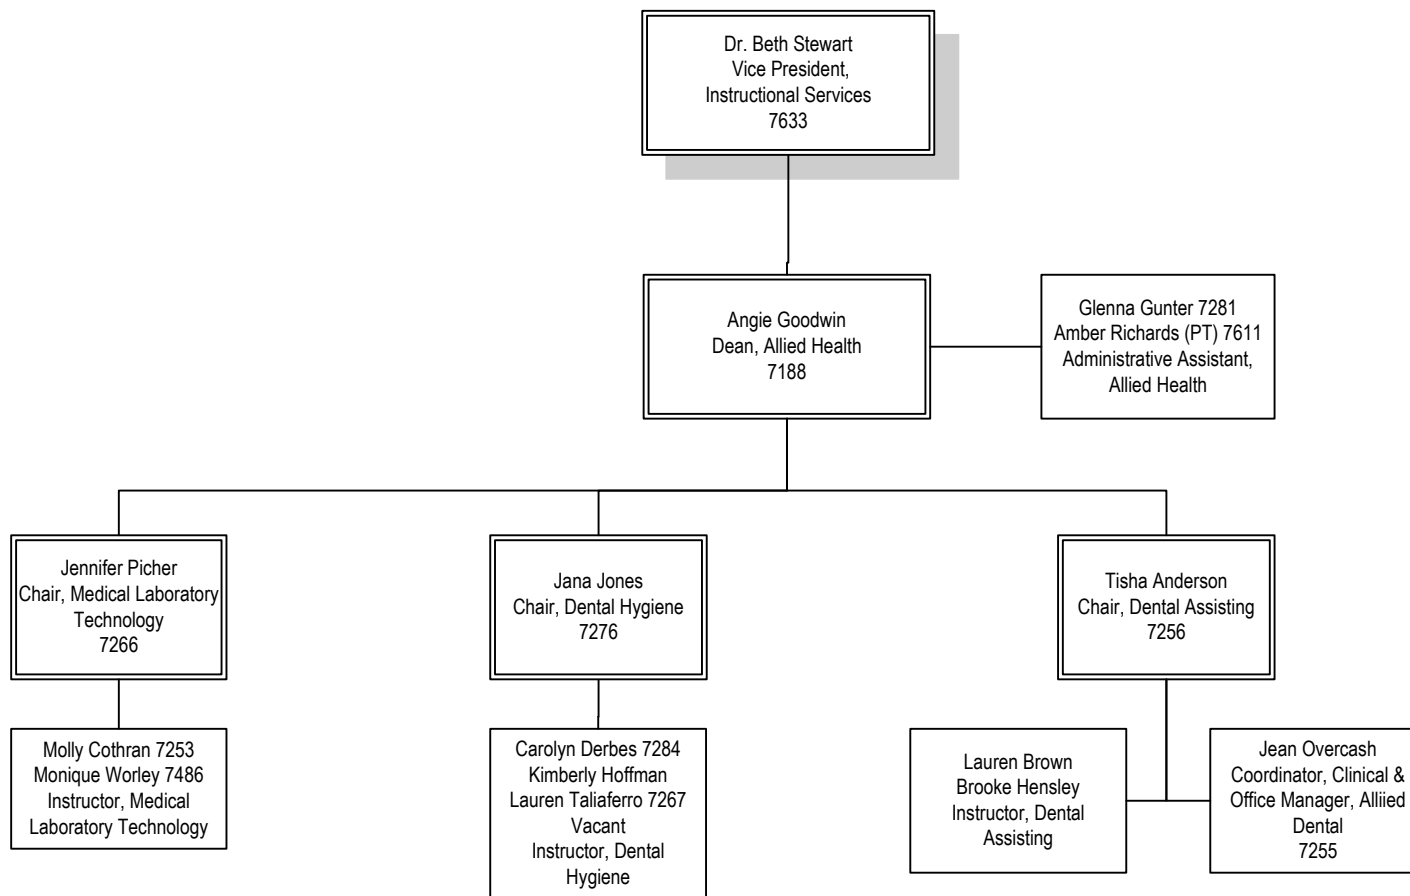 Dr. Beth Stewart
Vice President,
Instructional Services
7633
Angie Goodwin
Dean, Allied Health
7188
Glenna Gunter 7281
Amber Richards (PT) 7611
Administrative Assistant,
Allied Health
Jennifer Picher
Chair, Medical Laboratory
Technology
7266
Jana Jones
Chair, Dental Hygiene
7276
Tisha Anderson
Chair, Dental Assisting
7256
Molly Cothran 7253
Monique Worley 7486
Instructor, Medical
Laboratory Technology
Carolyn Derbes 7284
Kimberly Hoffman
Lauren Taliaferro 7267
Vacant
Instructor, Dental
Hygiene
Lauren Brown
Brooke Hensley
Instructor, Dental
Assisting
Jean Overcash
Coordinator, Clinical &
Office Manager, Alliied
Dental
7255